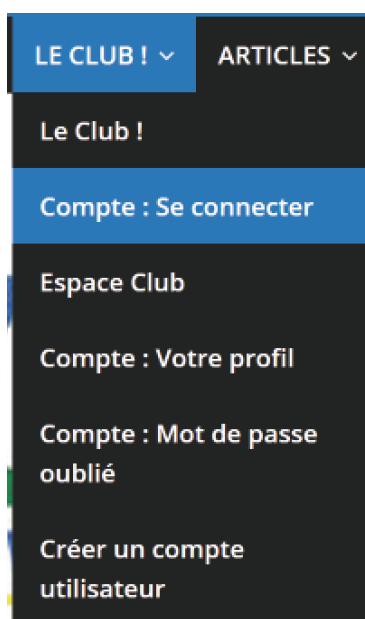 LE CLUB ! ARTICLES
Le Club !
Compte : Se connecter
Espace Club
Compte : Votre profil
Compte : Mot de passe
oublié
Créer un compte
utilisateur